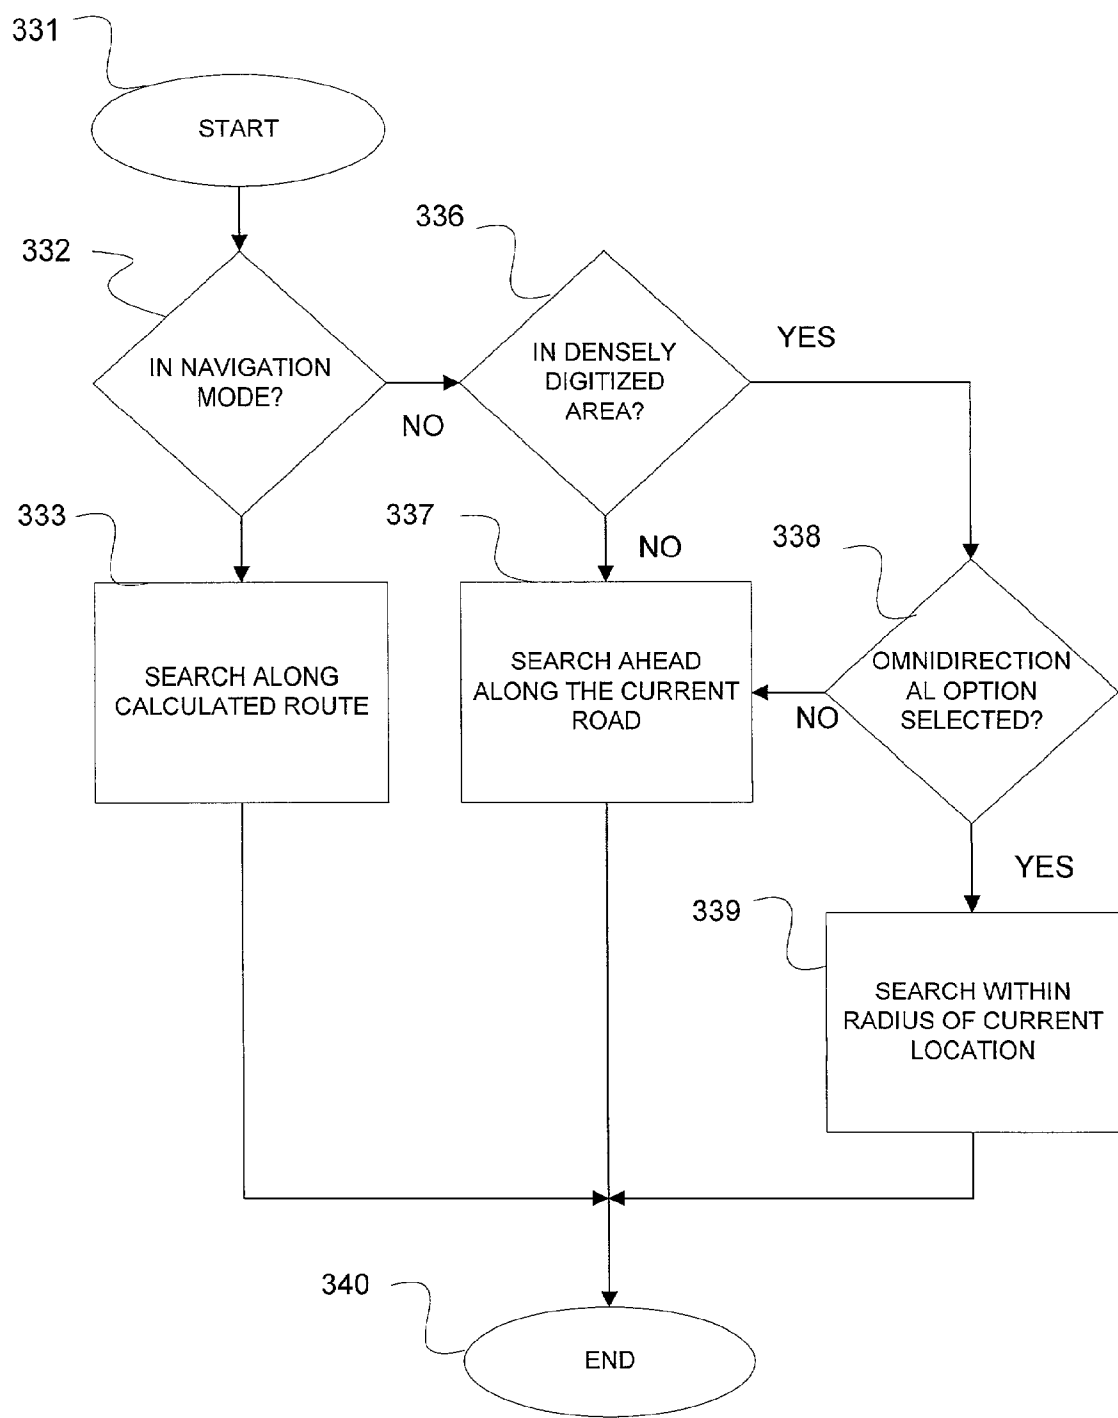 331
START
332
336
IN NAVIGATION
MODE?
NO
IN DENSELY
DIGITIZED
AREA?
YES
333
337
NO
338
SEARCH ALONG
CALCULATED ROUTE
SEARCH AHEAD
ALONG THE CURRENT
ROAD
OMNIDIRECTION
AL OPTION
SELECTED?
NO
YES
339
SEARCH WITHIN
RADIUS OF CURRENT
LOCATION
340
END